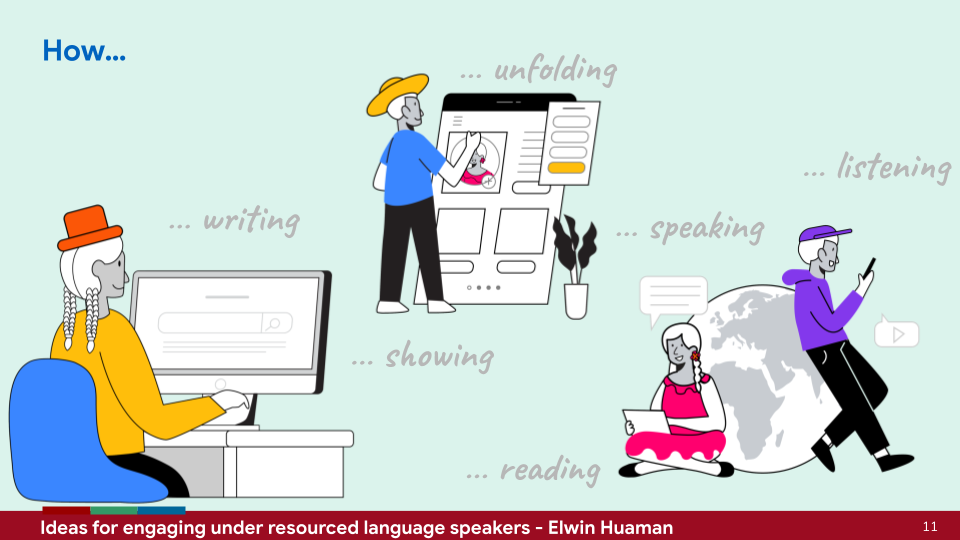 How...
... unfolding
... listening
... writing
... speaking
... showing
... reading
Ideas for engaging under resourced language speakers - Elwin Huaman
11